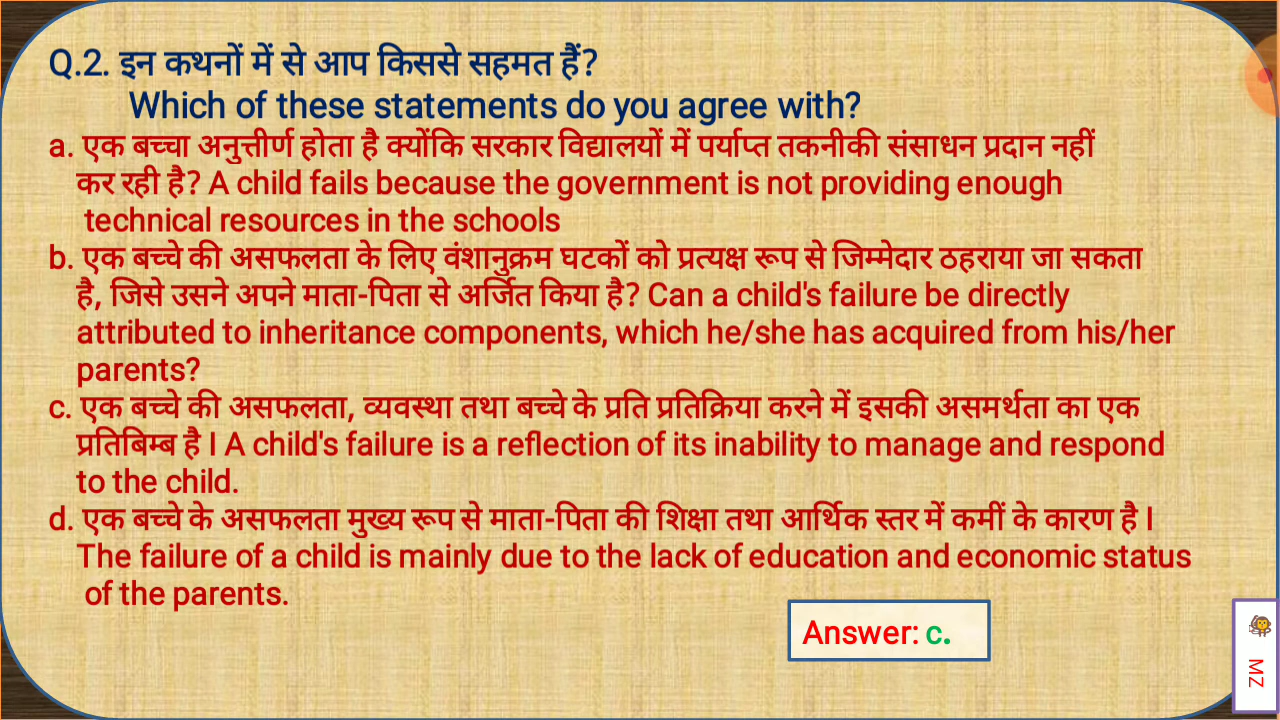 Q.2. इन कथनों में से आप किससे सहमत हैं?
Which of these statements do you agree with?
a. एक बच्चा अनुत्तीर्ण होता है क्योंकि सरकार विद्यालयों में पर्याप्त तकनीकी संसाधन प्रदान नहीं
कर रही है? A child fails because the government is not providing enough
technical resources in the schools
b. एक बच्चे की असफलता के लिए वंशानुक्रम घटकों को प्रत्यक्ष रूप से जिम्मेदार ठहराया जा सकता
है, जिसे उसने अपने माता-पिता से अर्जित किया है? Can a child's failure be directly
attributed to inheritance components, which he/she has acquired from his/her
parents?
c. एक बच्चे की असफलता, व्यवस्था तथा बच्चे के प्रति प्रतिक्रिया करने में इसकी असमर्थता का एक
प्रतिबिम्ब है I A child's failure is a reflection of its inability to manage and respond
to the child.
d. एक बच्चे के असफलता मुख्य रूप से माता-पिता की शिक्षा तथा आर्थिक स्तर में कमीं के कारण है I
The failure of a child is mainly due to the lack of education and economic status
of the parents.
Answer: c.
MZ